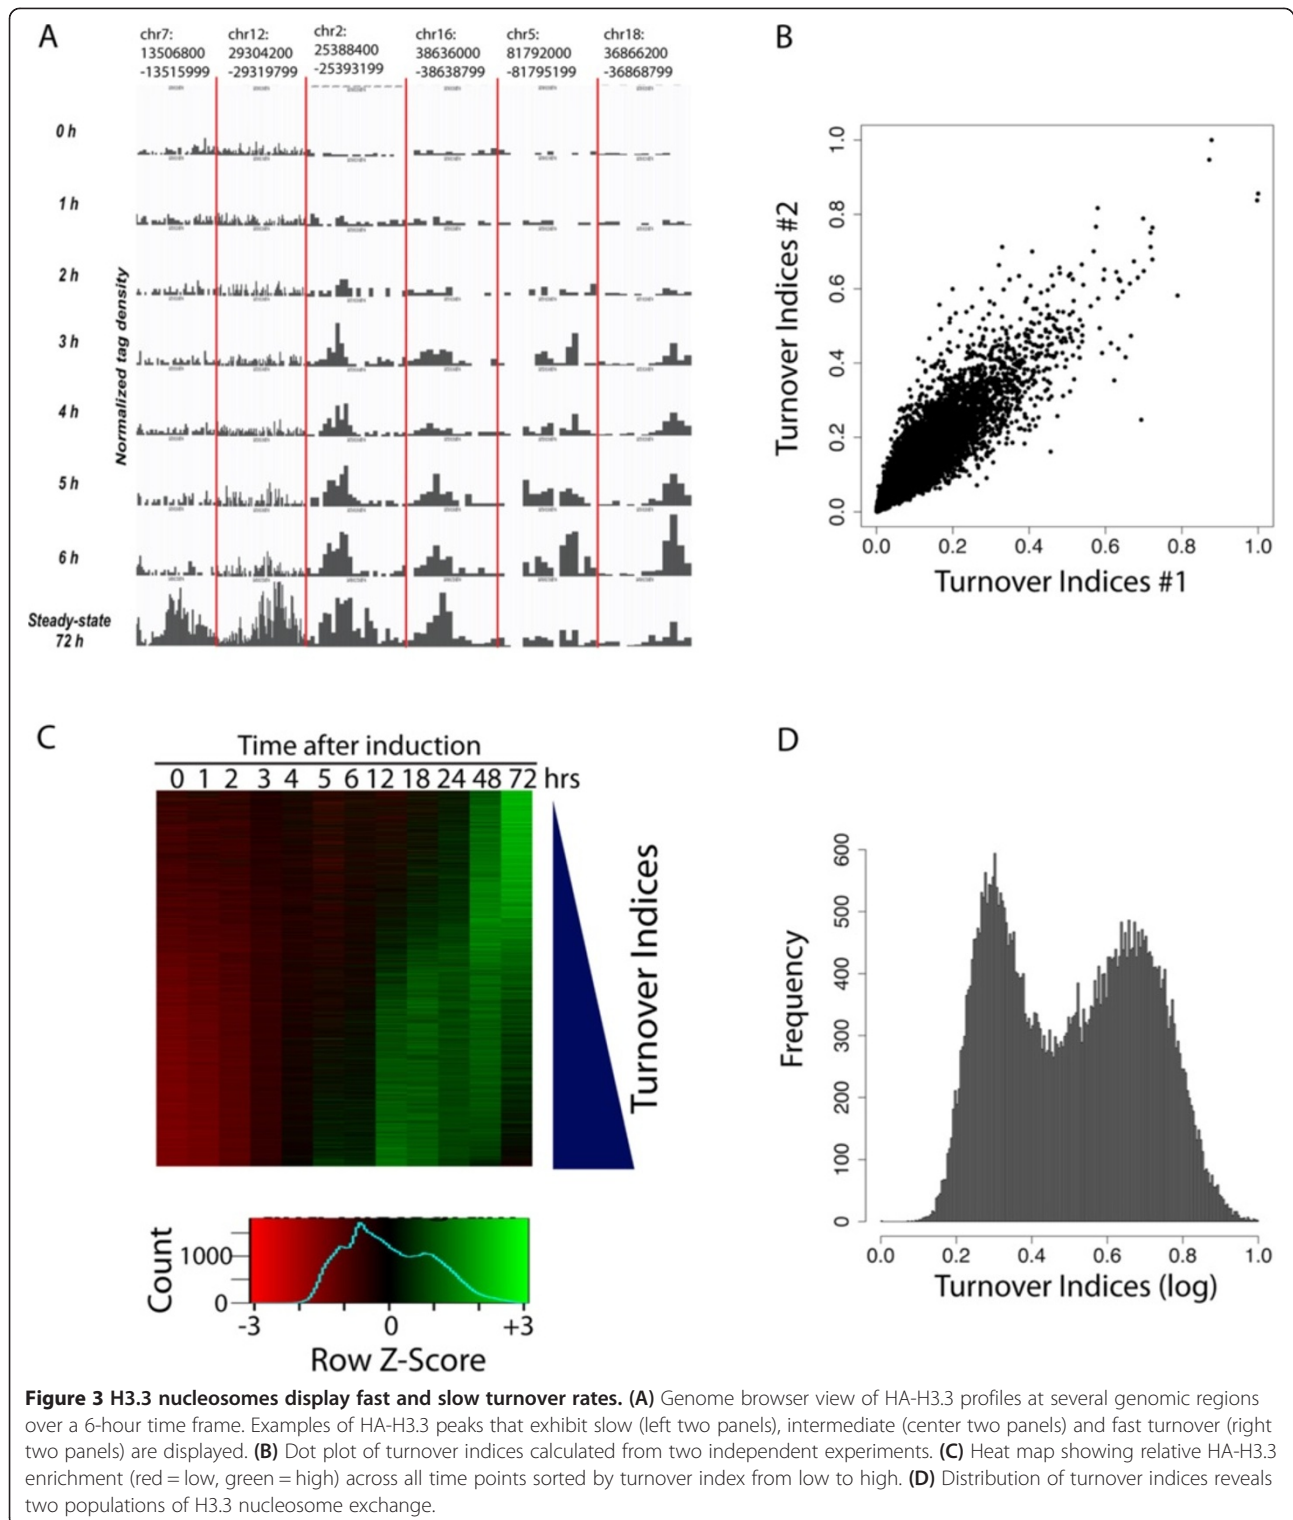 A
chr7:
13506800
-13515999
chr12:
29304200
-29319799
chr2:
25388400
-25393199
chr16:
38636000
-38638799
chr5:
81792000
-81795199
chr18:
36866200
-36868799
Normalized tag density
0 h
1 h
2 h
3 h
4 h
5 h
6 h
Steady-state
72 h
B
Turnover Indices #2
1.0
0.8
0.6
0.4
0.2
0.0
0.0 0.2 0.4 0.6 0.8 1.0
Turnover Indices #1
C
Time after induction
0 1 2 3 4 5 6 12 18 24 48 72 hrs
Turnover Indices
Count
1000
0
-3 0 +3
Row Z-Score
D
Frequency
600
500
400
300
200
100
0
0.0 0.2 0.4 0.6 0.8 1.0
Turnover Indices (log)
Figure 3 H3.3 nucleosomes display fast and slow turnover rates. (A) Genome browser view of HA-H3.3 profiles at several genomic regions
over a 6-hour time frame. Examples of HA-H3.3 peaks that exhibit slow (left two panels), intermediate (center two panels) and fast turnover (right
two panels) are displayed. (B) Dot plot of turnover indices calculated from two independent experiments. (C) Heat map showing relative HA-H3.3
enrichment (red = low, green = high) across all time points sorted by turnover index from low to high. (D) Distribution of turnover indices reveals
two populations of H3.3 nucleosome exchange.